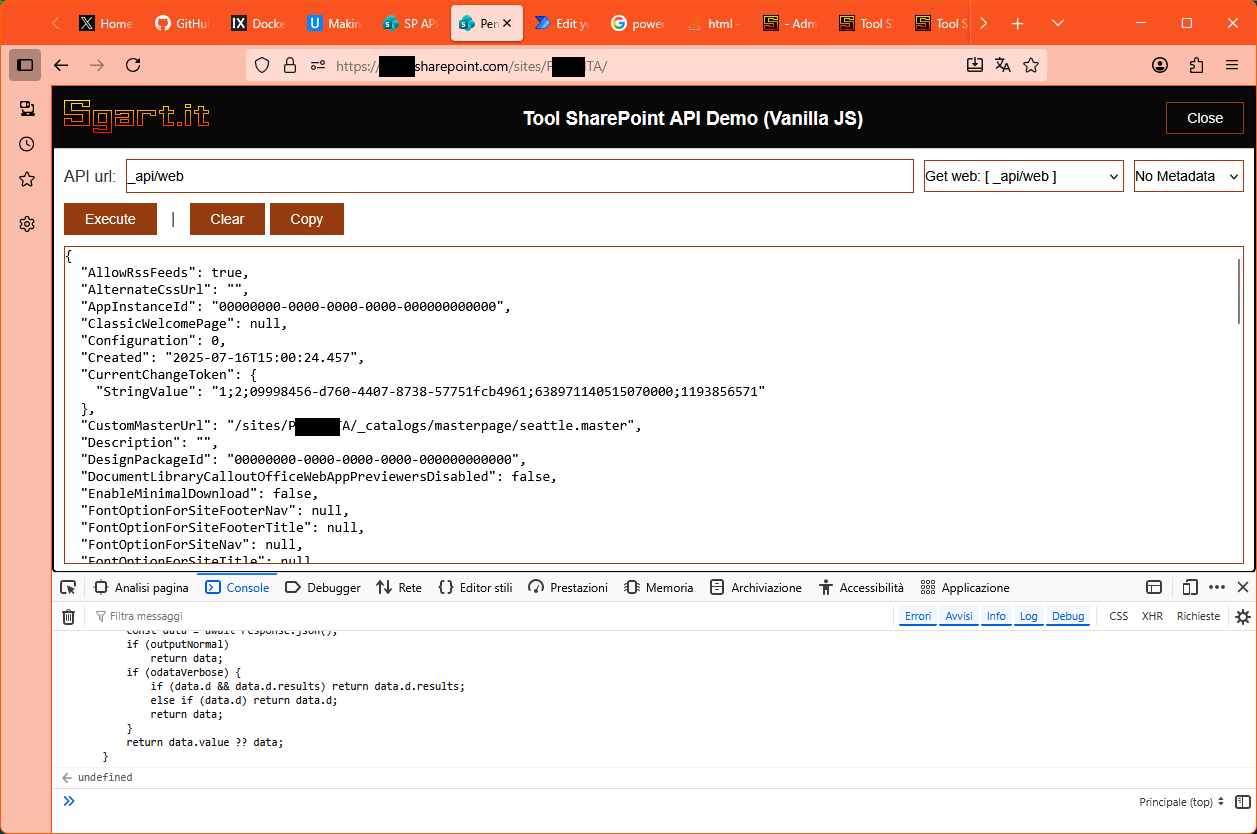 Home
GitHu
IX Docke
U Makin
SP AP
Per
Edit yo
power
html -
- Adm
Tool S
Tool S
https:// sharepoint.com/sites/P TA/
Sgart.it
Tool SharePoint API Demo (Vanilla JS)
Close
API url: _api/web
Get web: [ _api/web ]
No Metadata
Execute | Clear Copy
{
"AllowRssFeeds": true,
"AlternateCssUrl": "",
"AppInstanceId": "00000000-0000-0000-0000-000000000000",
"ClassicWelcomePage": null,
"Configuration": 0,
"Created": "2025-07-16T15:00:24.457",
"CurrentChangeToken": {
"StringValue": "1;2;09998456-d760-4407-8738-57751fcb4961;638971140515070000;1193856571"
},
"CustomMasterUrl": "/sites/P A/_catalogs/masterpage/seattle.master",
"Description": "",
"DesignPackageId": "00000000-0000-0000-0000-000000000000",
"DocumentLibraryCalloutOfficeWebAppPreviewersDisabled": false,
"EnableMinimalDownload": false,
"FontOptionForSiteFooterNav": null,
"FontOptionForSiteFooterTitle": null,
"FontOptionForSiteNav": null,
"FontOptionForSiteTitle": null
Analisi pagina Console Debugger Rete Editor stili Prestazioni Memoria Archiviazione Accessibilità Applicazione
Filtra messaggi
Errori Avvisi Info Log Debug CSS XHR Richieste
const data = await response.json();
if (outputNormal)
return data;
if (odataVerbose) {
if (data.d && data.d.results) return data.d.results;
else if (data.d) return data.d;
return data;
}
return data.value ?? data;
}
undefined
Principale (top)